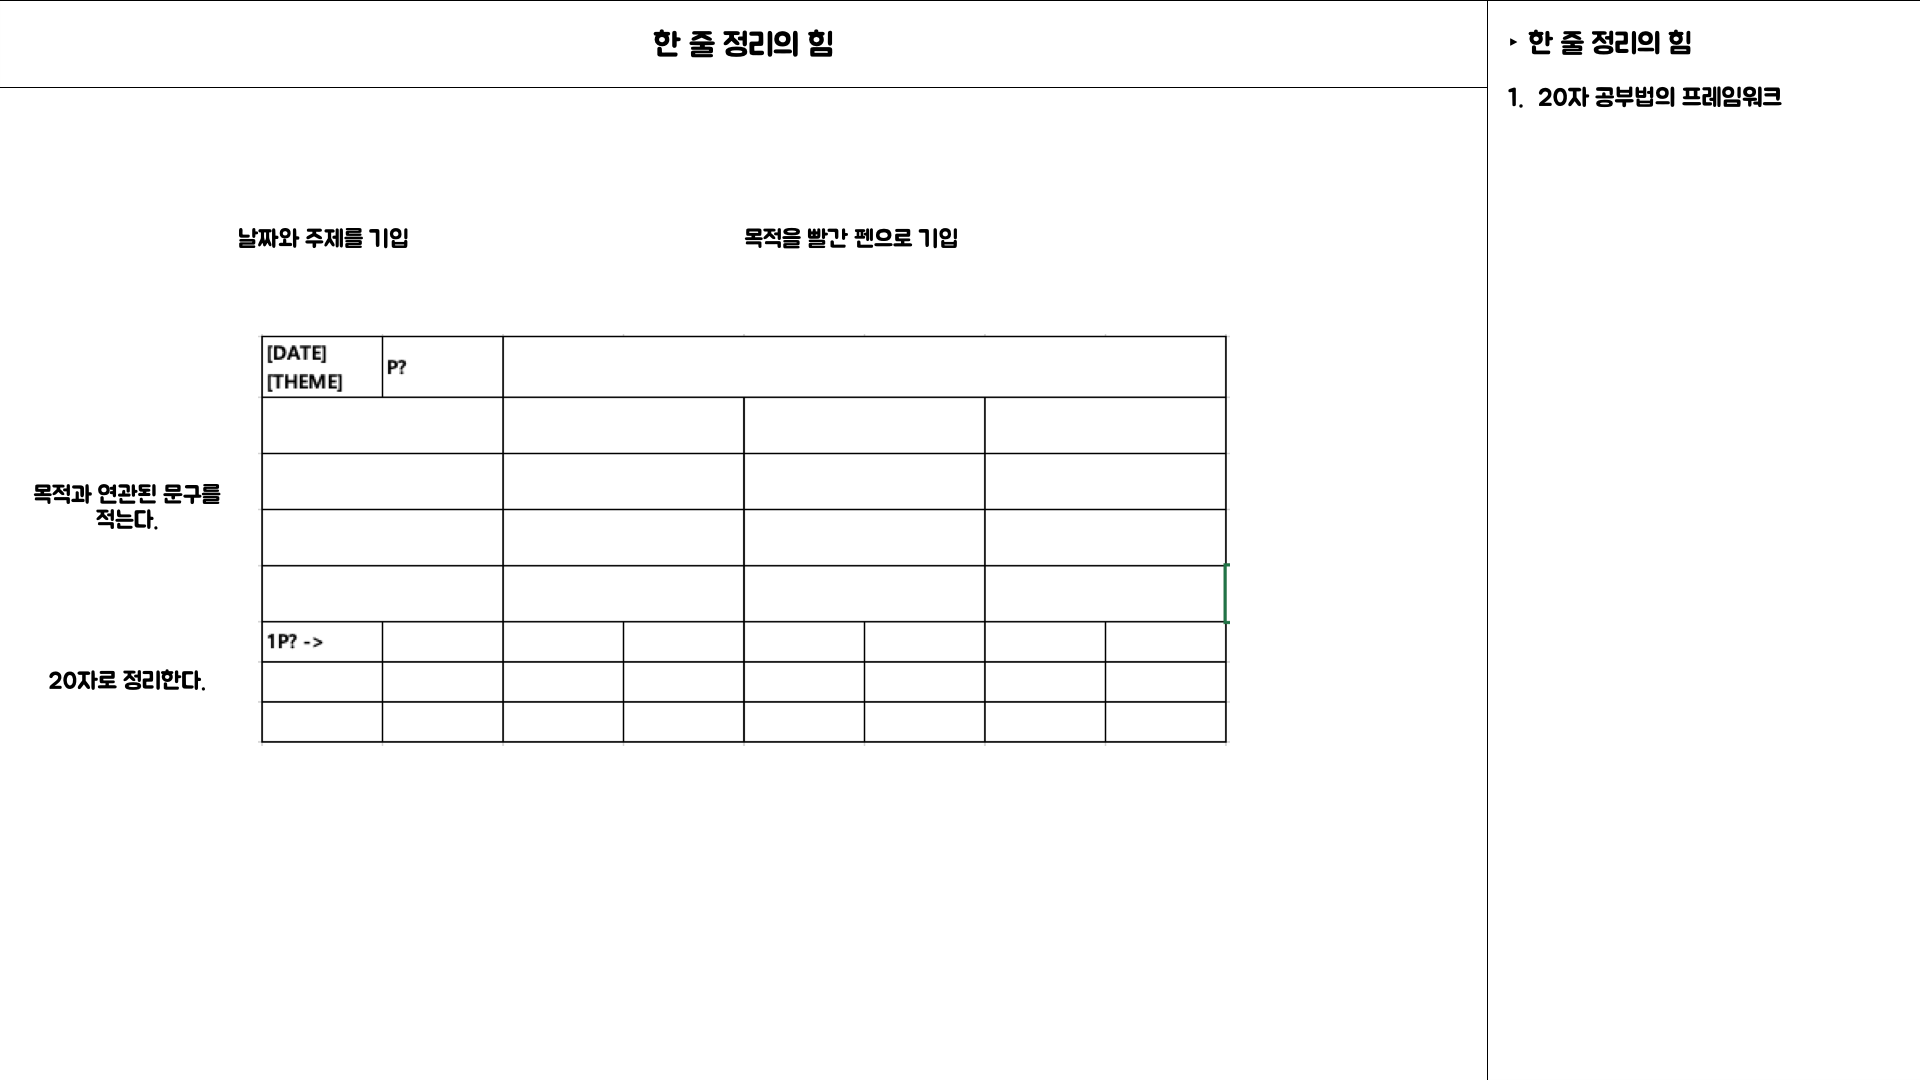 한 줄 정리의 힘
▸ 한 줄 정리의 힘
1. 20자 공부법의 프레임워크
날짜와 주제를 기입
목적을 빨간 펜으로 기입
[DATE]
[THEME]
P?
목적과 연관된 문구를
적는다.
1P? ->
20자로 정리한다.